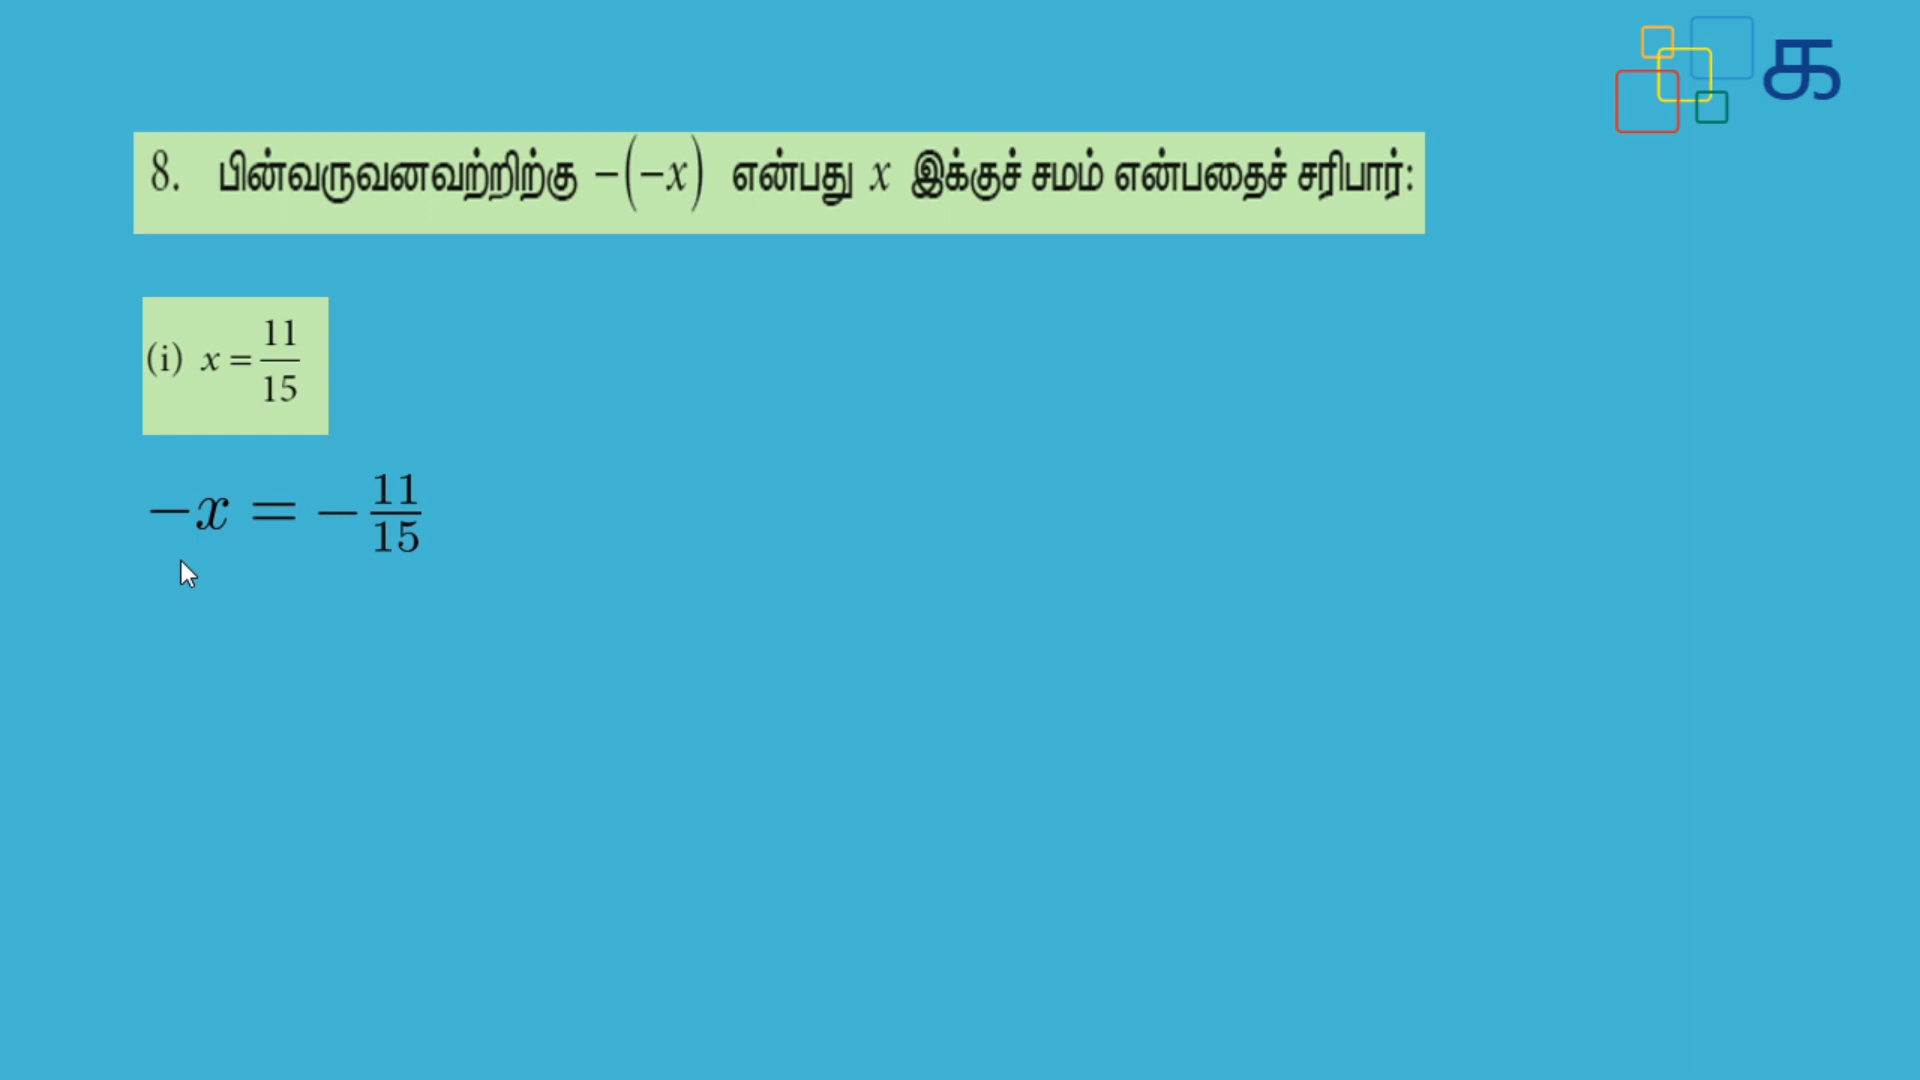 க
8. பின்வருவனவற்றிற்கு −(−x) என்பது x இக்குச் சமம் என்பதைச் சரிபார்:
(i) x = 11/15
−x = −11/15